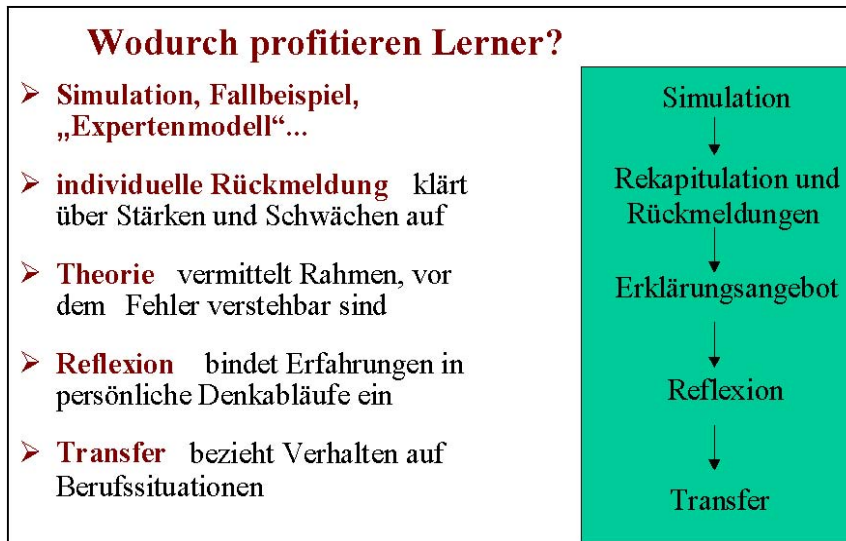 Wodurch profitieren Lerner?
Simulation, Fallbeispiel,
„Expertenmodell“...
individuelle Rückmeldung klärt
über Stärken und Schwächen auf
Theorie vermittelt Rahmen, vor
dem Fehler verstehbar sind
Reflexion bindet Erfahrungen in
persönliche Denkabläufe ein
Transfer bezieht Verhalten auf
Berufssituationen
Simulation
Rekapitulation und
Rückmeldungen
Erklärungsangebot
Reflexion
Transfer